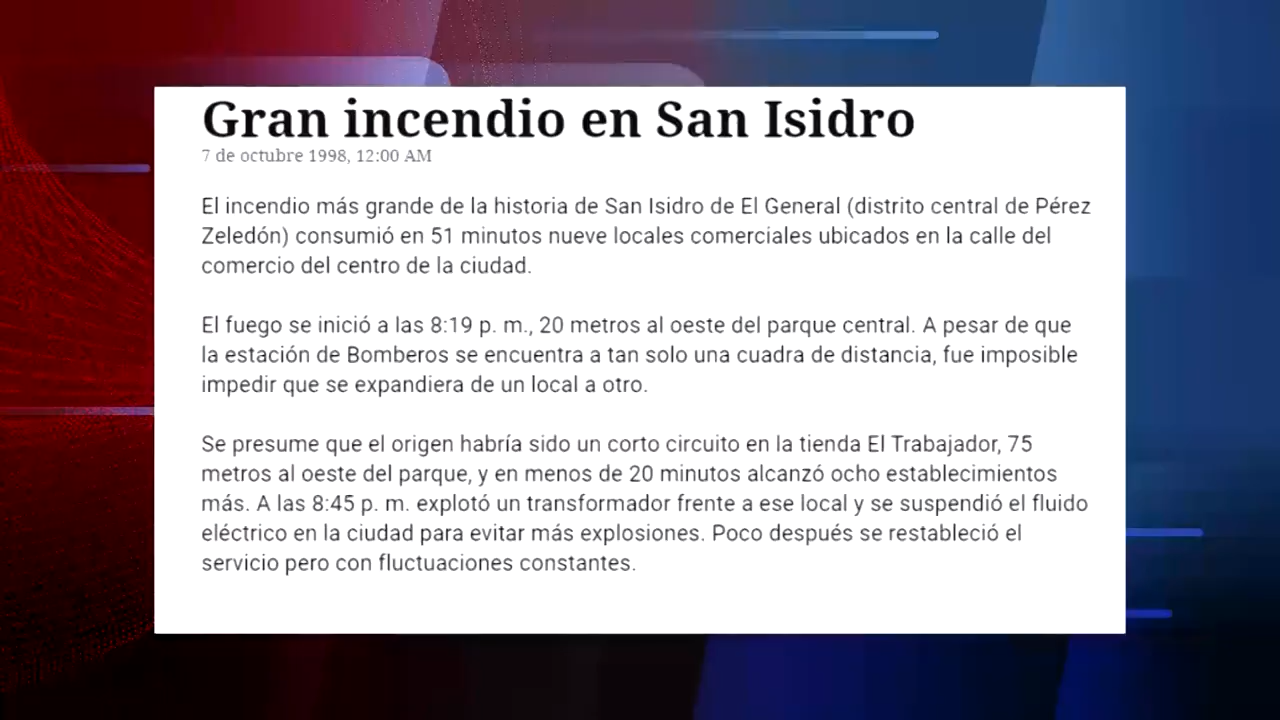 Gran incendio en San Isidro
7 de octubre 1998, 12:00 AM
El incendio más grande de la historia de San Isidro de El General (distrito central de Pérez
Zeledón) consumió en 51 minutos nueve locales comerciales ubicados en la calle del
comercio del centro de la ciudad.
El fuego se inició a las 8:19 p. m., 20 metros al oeste del parque central. A pesar de que
la estación de Bomberos se encuentra a tan solo una cuadra de distancia, fue imposible
impedir que se expandiera de un local a otro.
Se presume que el origen habría sido un corto circuito en la tienda El Trabajador, 75
metros al oeste del parque, y en menos de 20 minutos alcanzó ocho establecimientos
más. A las 8:45 p. m. explotó un transformador frente a ese local y se suspendió el fluido
eléctrico en la ciudad para evitar más explosiones. Poco después se restableció el
servicio pero con fluctuaciones constantes.